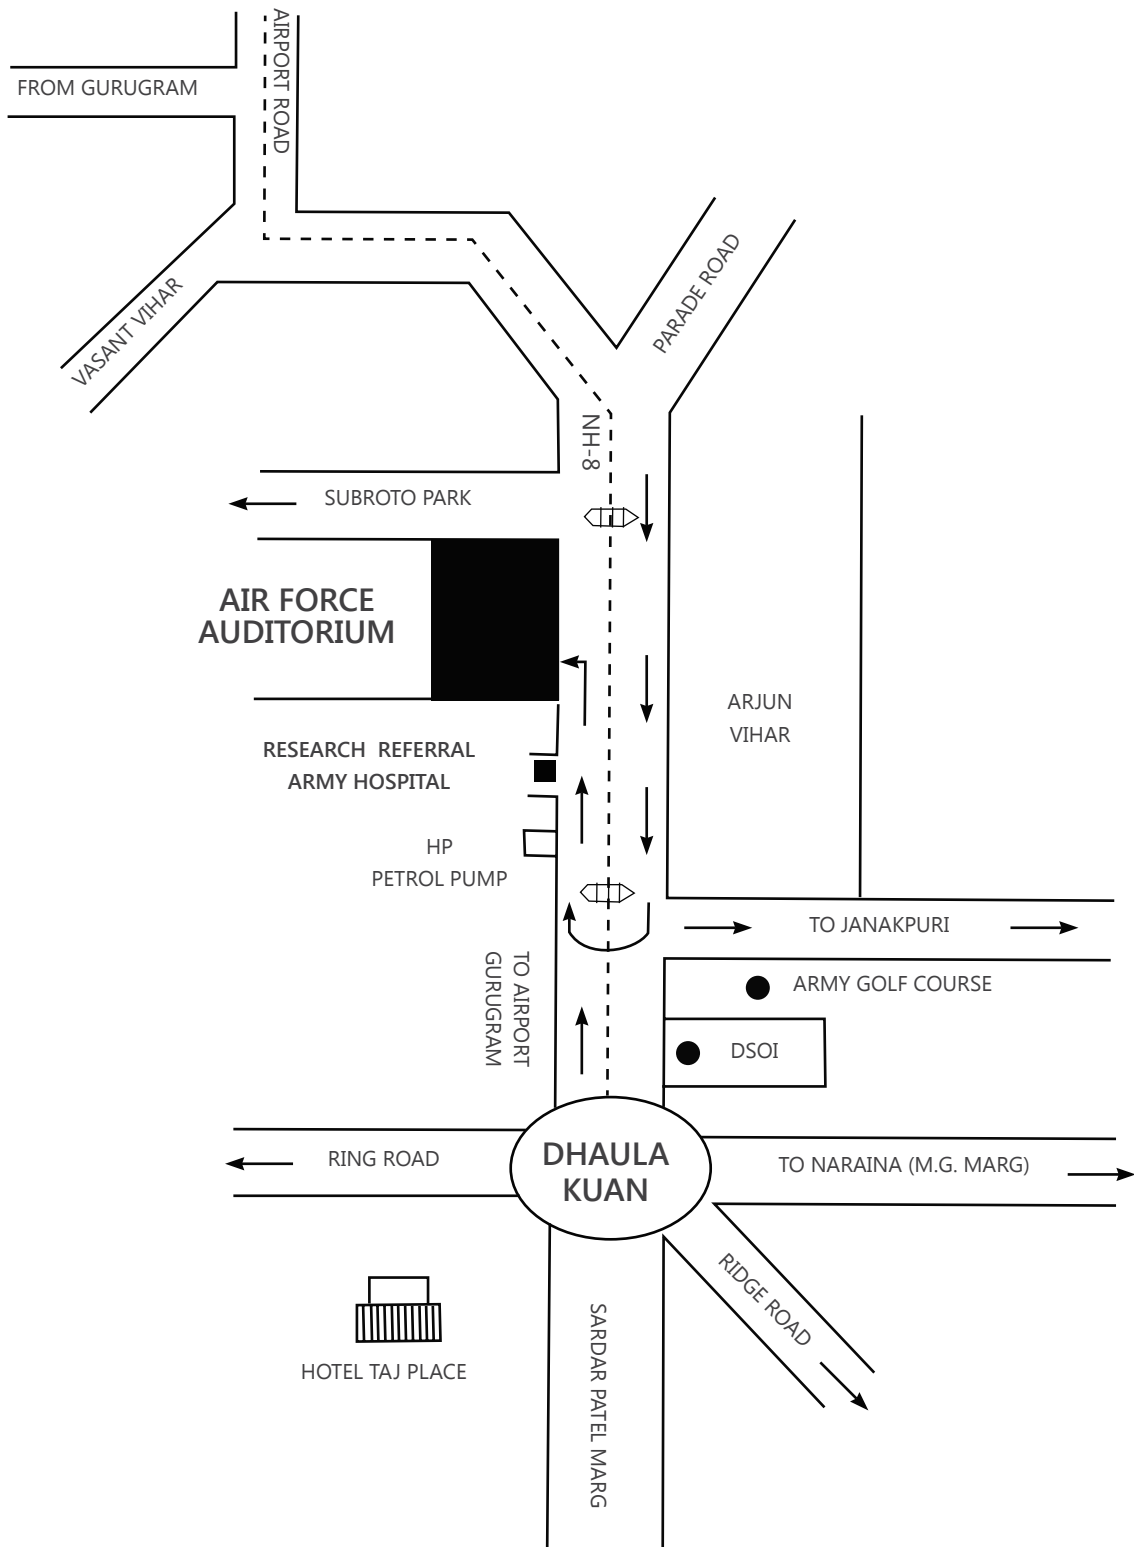 AIRPORT ROAD
FROM GURUGRAM
VASANT VIHAR
PARADE ROAD
NH-8
SUBROTO PARK
AIR FORCE
AUDITORIUM
ARJUN
VIHAR
RESEARCH REFERRAL
ARMY HOSPITAL
HP
PETROL PUMP
TO JANAKPURI
TO AIRPORT
GURUGRAM
ARMY GOLF COURSE
DSOI
DHAULA
KUAN
RING ROAD
TO NARAINA (M.G. MARG)
RIDGE ROAD
SARDAR PATEL MARG
HOTEL TAJ PLACE